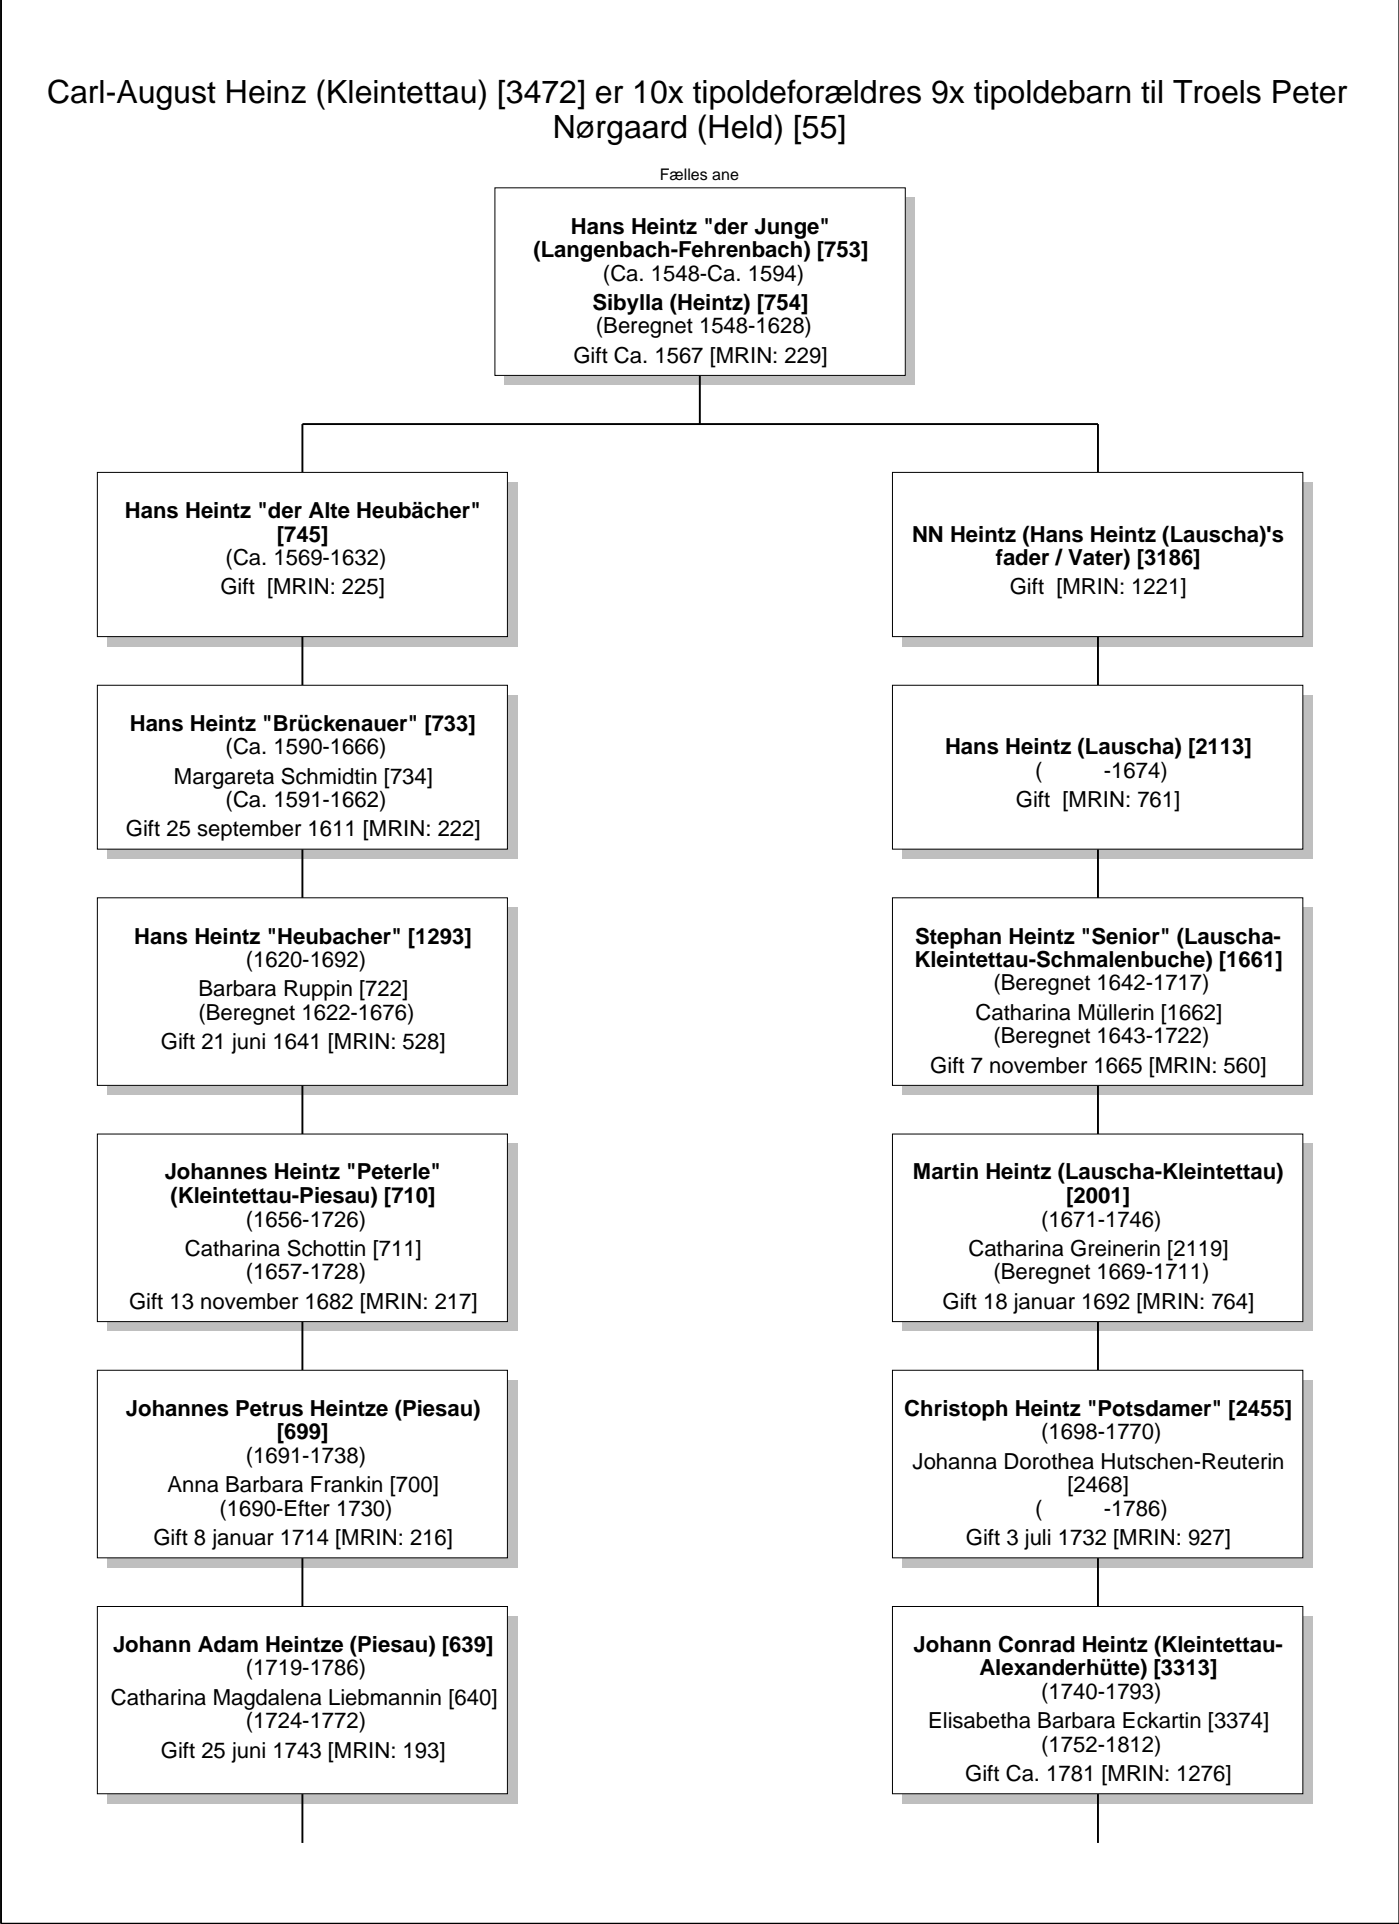 Carl-August Heinz (Kleintettau) [3472] er 10x tipoldeforældres 9x tipoldebarn til Troels Peter
Nørgaard (Held) [55]
Fælles ane
Hans Heintz "der Junge"
(Langenbach-Fehrenbach) [753]
(Ca. 1548-Ca. 1594)
Sibylla (Heintz) [754]
(Beregnet 1548-1628)
Gift Ca. 1567 [MRIN: 229]
Hans Heintz "der Alte Heubächer"
[745]
(Ca. 1569-1632)
Gift  [MRIN: 225]
NN Heintz (Hans Heintz (Lauscha)'s
fader / Vater) [3186]
Gift  [MRIN: 1221]
Hans Heintz "Brückenauer" [733]
(Ca. 1590-1666)
Margareta Schmidtin [734]
(Ca. 1591-1662)
Gift 25 september 1611 [MRIN: 222]
Hans Heintz (Lauscha) [2113]
(          -1674)
Gift  [MRIN: 761]
Hans Heintz "Heubacher" [1293]
(1620-1692)
Barbara Ruppin [722]
(Beregnet 1622-1676)
Gift 21 juni 1641 [MRIN: 528]
Stephan Heintz "Senior" (Lauscha-
Kleintettau-Schmalenbuche) [1661]
(Beregnet 1642-1717)
Catharina Müllerin [1662]
(Beregnet 1643-1722)
Gift 7 november 1665 [MRIN: 560]
Johannes Heintz "Peterle"
(Kleintettau-Piesau) [710]
(1656-1726)
Catharina Schottin [711]
(1657-1728)
Gift 13 november 1682 [MRIN: 217]
Martin Heintz (Lauscha-Kleintettau)
[2001]
(1671-1746)
Catharina Greinerin [2119]
(Beregnet 1669-1711)
Gift 18 januar 1692 [MRIN: 764]
Johannes Petrus Heintze (Piesau)
[699]
(1691-1738)
Anna Barbara Frankin [700]
(1690-Efter 1730)
Gift 8 januar 1714 [MRIN: 216]
Christoph Heintz "Potsdamer" [2455]
(1698-1770)
Johanna Dorothea Hutschen-Reuterin
[2468]
(          -1786)
Gift 3 juli 1732 [MRIN: 927]
Johann Adam Heintze (Piesau) [639]
(1719-1786)
Catharina Magdalena Liebmannin [640]
(1724-1772)
Gift 25 juni 1743 [MRIN: 193]
Johann Conrad Heintz (Kleintettau-
Alexanderhütte) [3313]
(1740-1793)
Elisabetha Barbara Eckartin [3374]
(1752-1812)
Gift Ca. 1781 [MRIN: 1276]